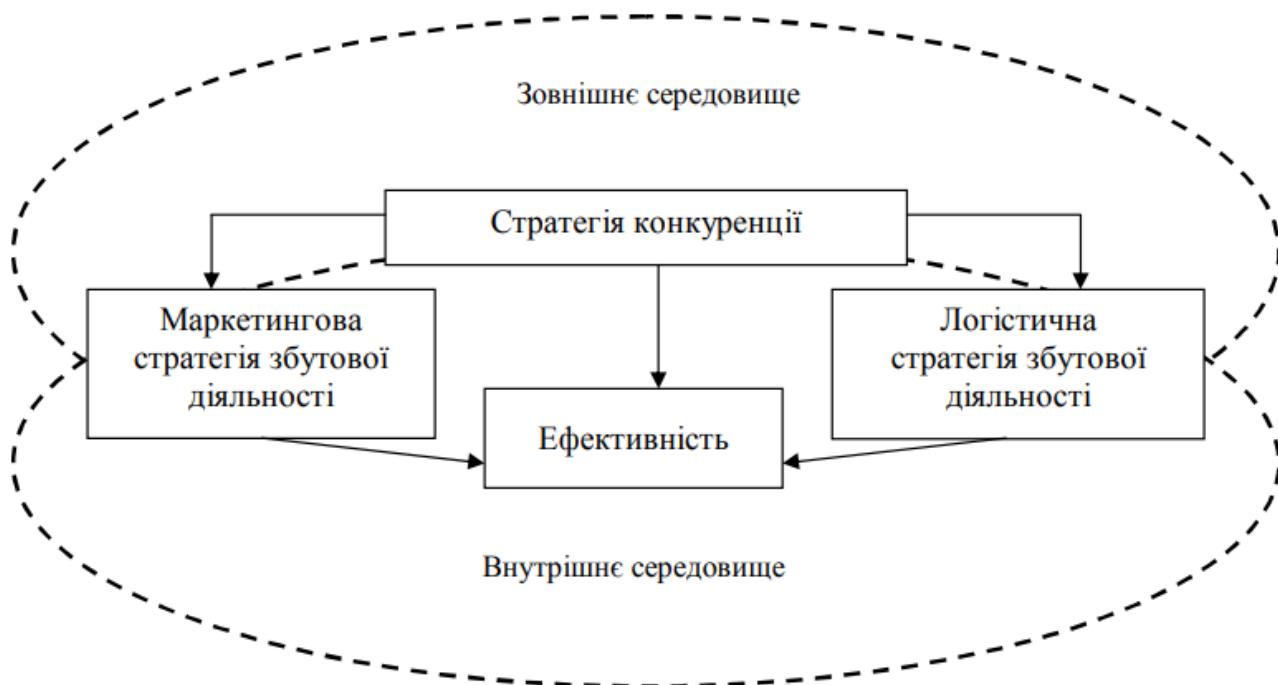 Зовнішнє середовище
Стратегія конкуренції
Маркетингова
стратегія збутової
діяльності
Логістична
стратегія збутової
діяльності
Ефективність
Внутрішнє середовище